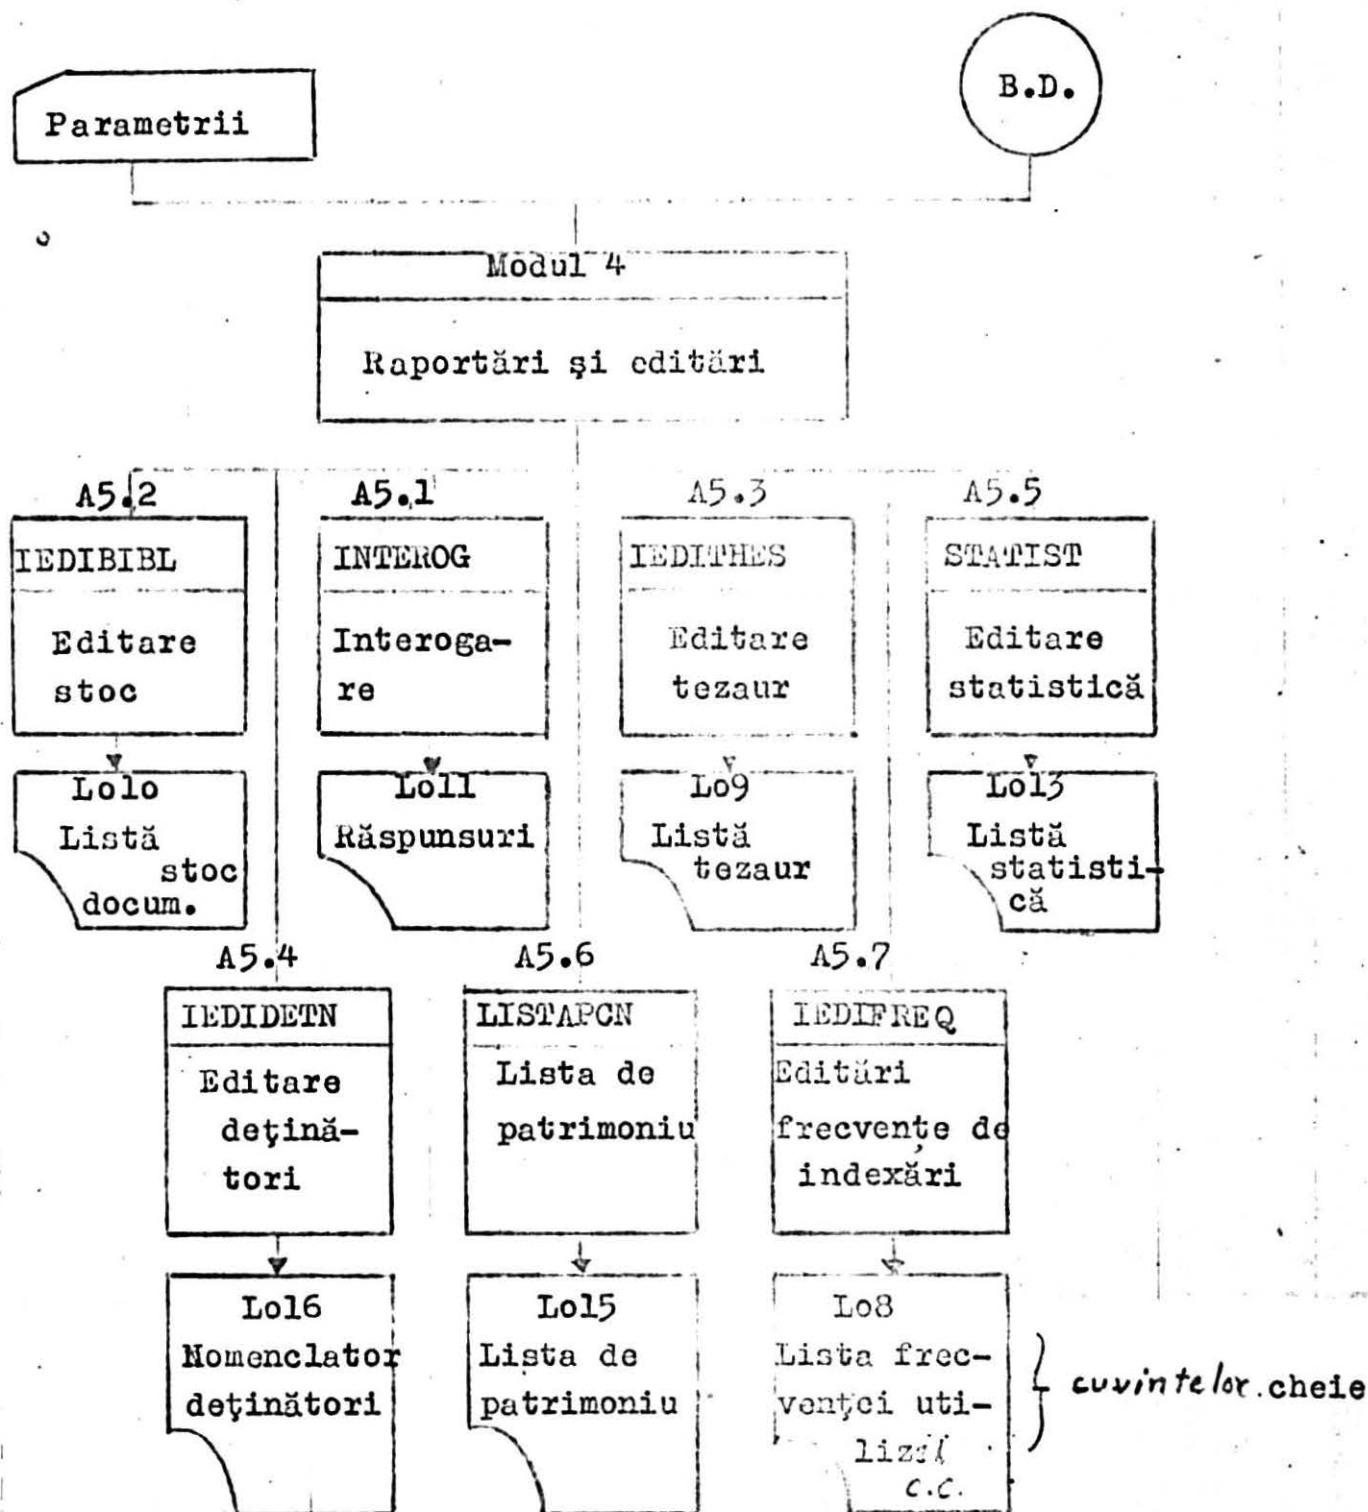 Parametrii
B.D.
Modul 4
Raportări şi editări
A5.2
IEDIBIBL
Editare
stoc
Lo1o
Listă
stoc
docum.
A5.1
INTEROG
Interoga-
re
Lo11
Răspunsuri
A5.3
IEDITHES
Editare
tezaur
Lo9
Listă
tezaur
A5.5
STATIST
Editare
statistică
Lo13
Listă
statisti-
că
A5.4
IEDIDETN
Editare
deţină-
tori
Lo16
Nomenclator
deţinători
A5.6
LISTAPCN
Lista de
patrimoniu
Lo15
Lista de
patrimoniu
A5.7
IEDIFREQ
Editări
frecvenţe de
indexări
Lo8
Lista frec-
venţei uti-
c.c.
cuvintelor.cheie